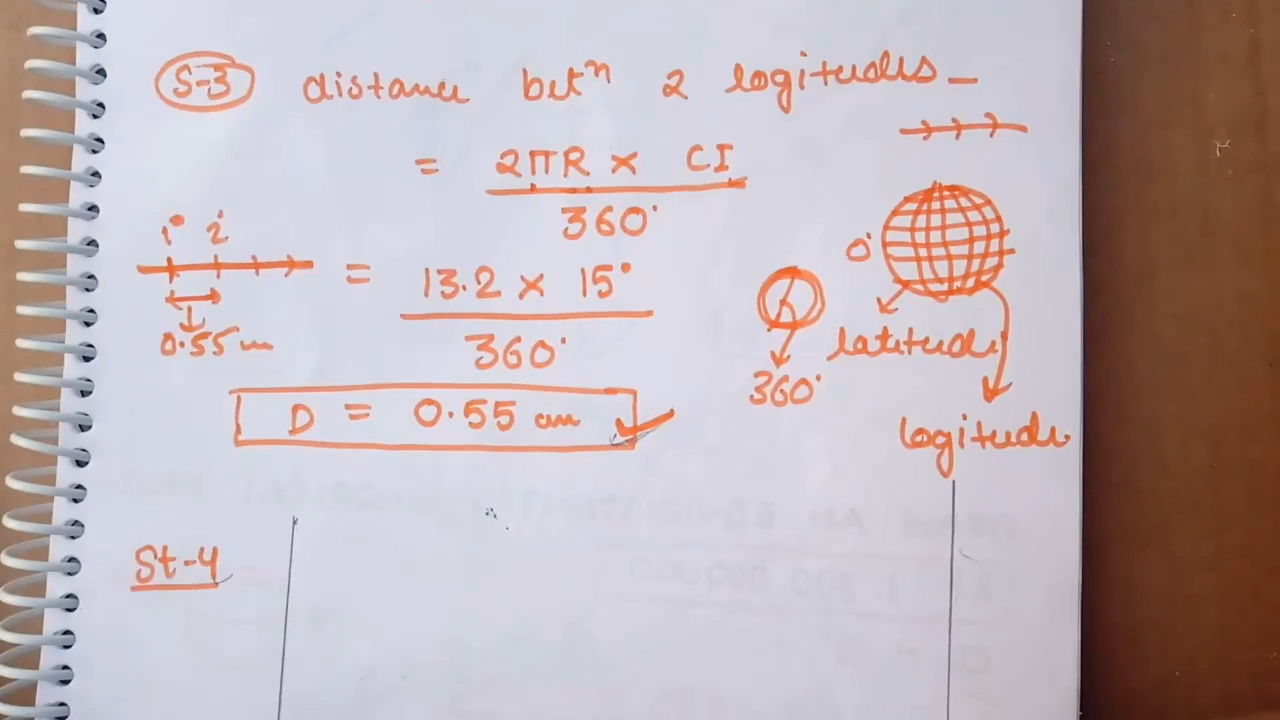 S-3 distance betⁿ 2 logitudes -
= 2πR × CI
360°
1° 2°
= 13.2 × 15°
360°
0.55 cm
D = 0.55 cm
0°
latitude
360°
logitude
St-4